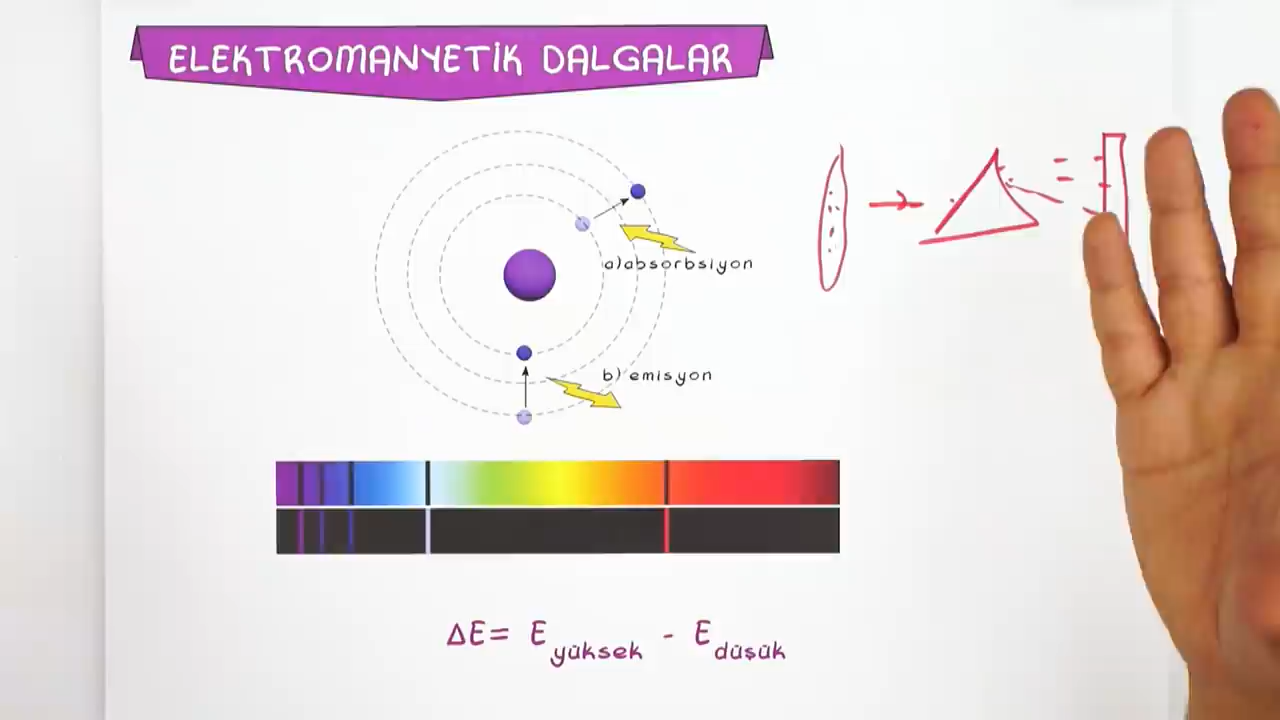 ELEKTROMANYETİK DALGALAR
a)absorbsiyon
b) emisyon
ΔE= E yüksek - E düşük